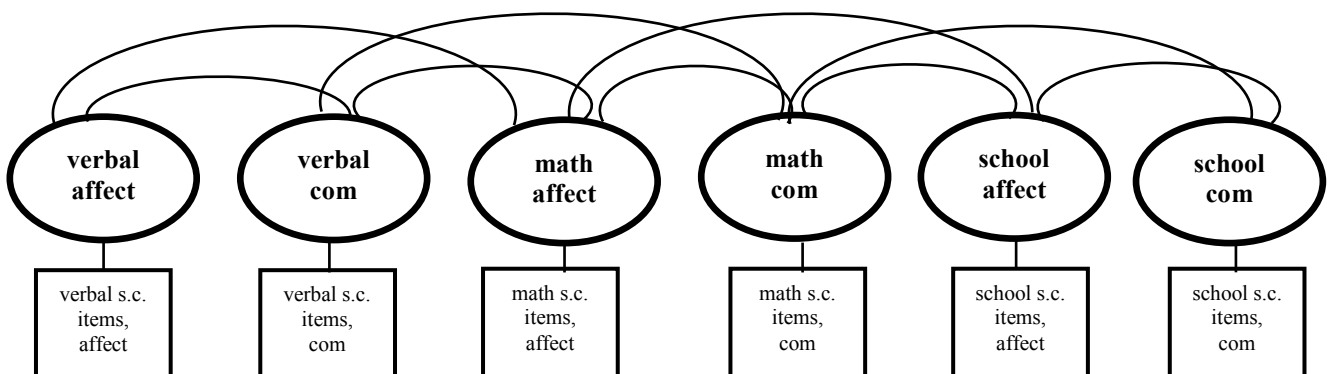 verbal
affect
verbal
com
math
affect
math
com
school
affect
school
com
verbal s.c.
items,
affect
verbal s.c.
items,
com
math s.c.
items,
affect
math s.c.
items,
com
school s.c.
items,
affect
school s.c.
items,
com